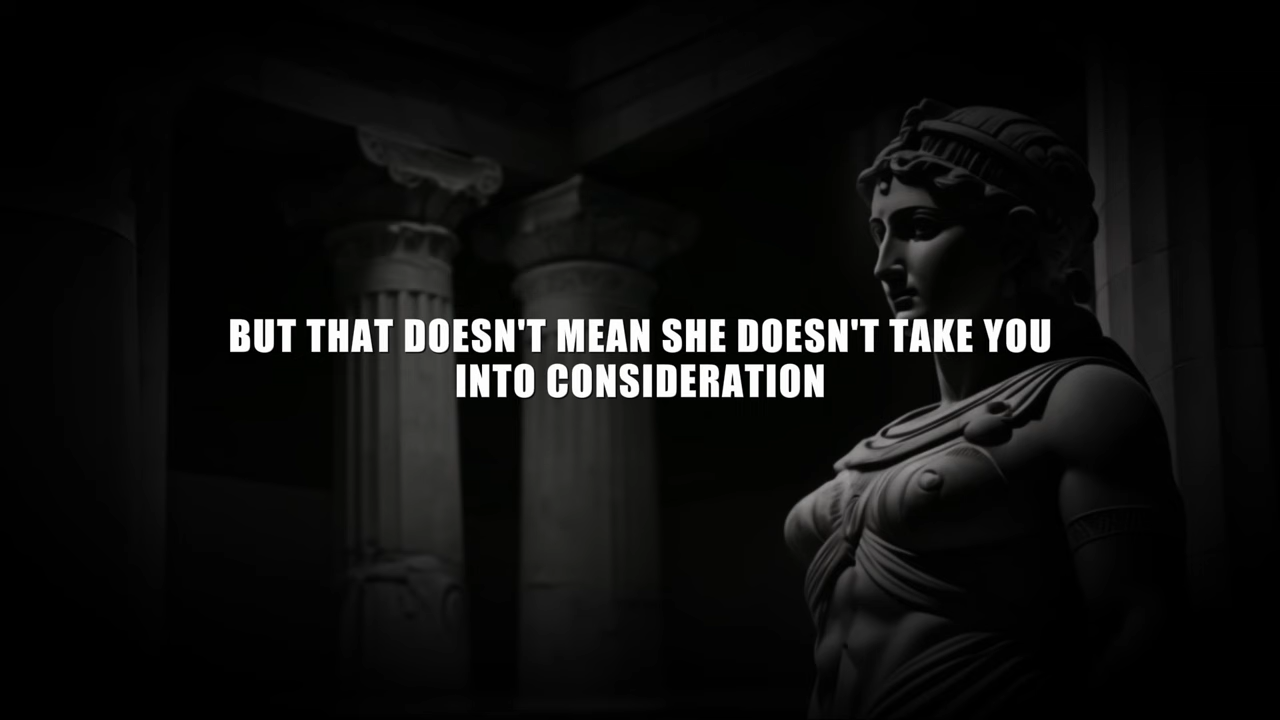 BUT THAT DOESN'T MEAN SHE DOESN'T TAKE YOU
INTO CONSIDERATION